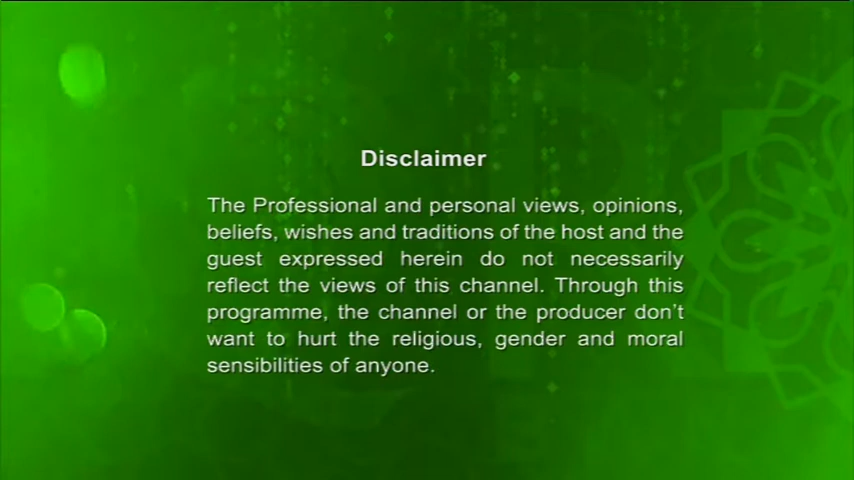 Disclaimer
The Professional and personal views, opinions,
beliefs, wishes and traditions of the host and the
guest expressed herein do not necessarily
reflect the views of this channel. Through this
programme, the channel or the producer don't
want to hurt the religious, gender and moral
sensibilities of anyone.